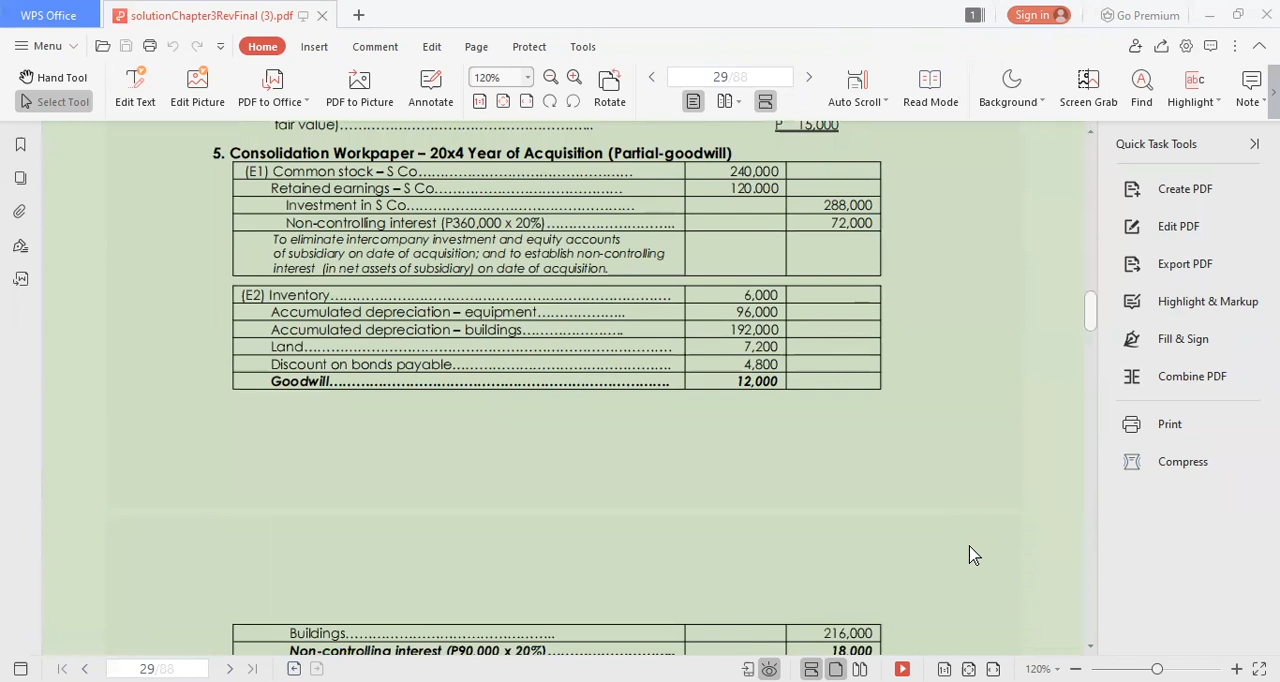 WPS Office
solutionChapter3RevFinal (3).pdf
1
Sign in
Go Premium
Menu
Home
Insert
Comment
Edit
Page
Protect
Tools
Hand Tool
Select Tool
Edit Text
Edit Picture
PDF to Office
PDF to Picture
Annotate
120%
Rotate
29/88
Auto Scroll
Read Mode
Background
Screen Grab
Find
Highlight
Note
fair value)…………………………………………………….. P 15,000
5. Consolidation Workpaper – 20x4 Year of Acquisition (Partial-goodwill)
(E1) Common stock – S Co………………………………………… 240,000
Retained earnings – S Co…………………………………… 120.000
Investment in S Co……………………………………………. 288,000
Non-controlling interest (P360,000 x 20%)……………………….. 72,000
To eliminate intercompany investment and equity accounts
of subsidiary on date of acquisition; and to establish non-controlling
interest (in net assets of subsidiary) on date of acquisition.
(E2) Inventory…………………………………………………………………… 6,000
Accumulated depreciation – equipment……………….. 96,000
Accumulated depreciation – buildings…………………. 192,000
Land………………………………………………………………………. 7,200
Discount on bonds payable…………………………………………. 4,800
Goodwill……………………………………………………………………. 12,000
Buildings……………………………………….. 216,000
Non-controlling interest (P90,000 x 20%)……………………….. 18,000
Quick Task Tools
Create PDF
Edit PDF
Export PDF
Highlight & Markup
Fill & Sign
Combine PDF
Print
Compress
29/88
120%